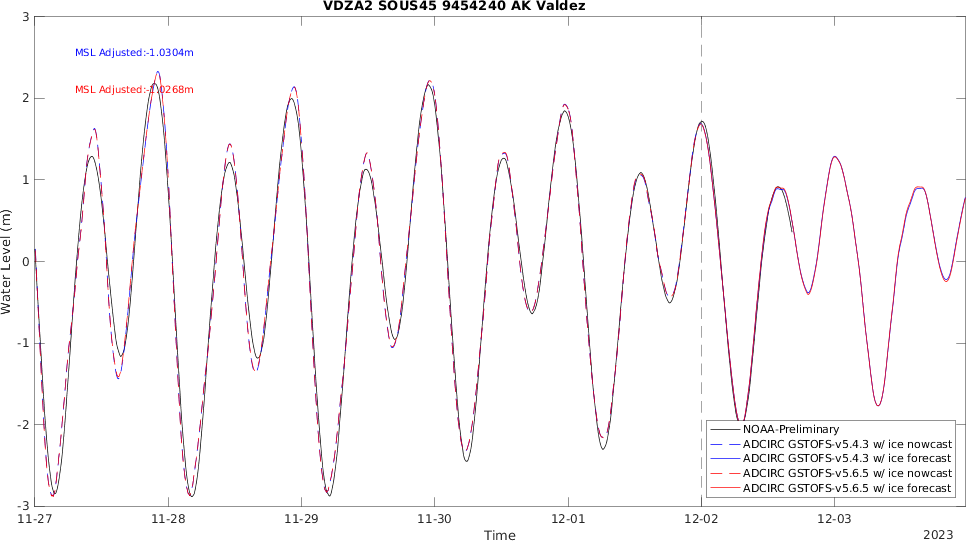 VDZA2 SOUS45 9454240 AK Valdez
MSL Adjusted:-1.0304m
MSL Adjusted:-1.0268m
Water Level (m)
3
2
1
0
-1
-2
-3
NOAA-Preliminary
ADCIRC GSTOFS-v5.4.3 w/ ice nowcast
ADCIRC GSTOFS-v5.4.3 w/ ice forecast
ADCIRC GSTOFS-v5.6.5 w/ ice nowcast
ADCIRC GSTOFS-v5.6.5 w/ ice forecast
11-27 11-28 11-29 11-30 12-01 12-02 12-03
Time
2023